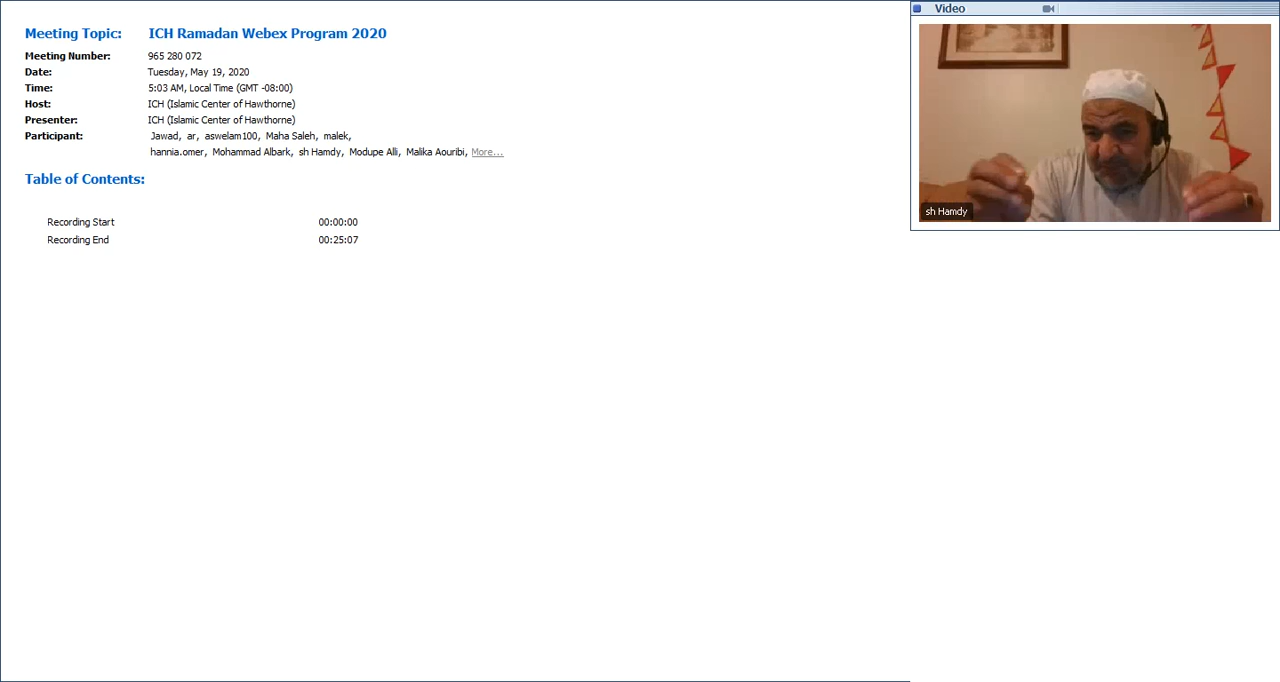 Meeting Topic: ICH Ramadan Webex Program 2020
Meeting Number: 965 280 072
Date: Tuesday, May 19, 2020
Time: 5:03 AM, Local Time (GMT -08:00)
Host: ICH (Islamic Center of Hawthorne)
Presenter: ICH (Islamic Center of Hawthorne)
Participant: Jawad, ar, aswelam100, Maha Saleh, malek,
hannia.omer, Mohammad Albark, sh Hamdy, Modupe Alli, Malika Aouribi, More...
Table of Contents:
Recording Start 00:00:00
Recording End 00:25:07
Video
sh Hamdy